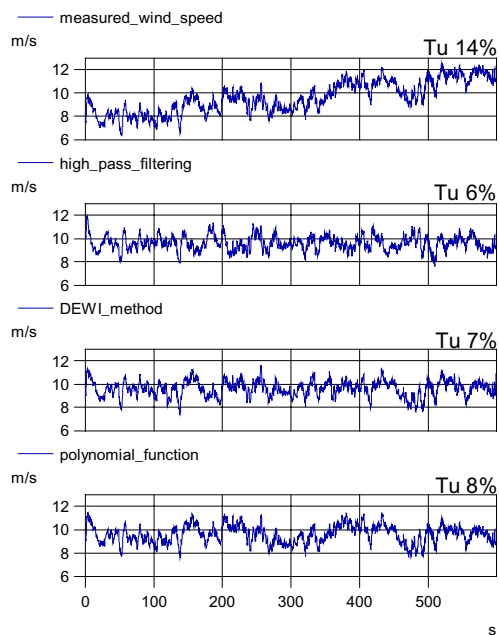 measured_wind_speed
m/s
Tu 14%
12
10
8
6
high_pass_filtering
m/s
Tu 6%
12
10
8
6
DEWI_method
m/s
Tu 7%
12
10
8
6
polynomial_function
m/s
Tu 8%
12
10
8
6
0 100 200 300 400 500
s